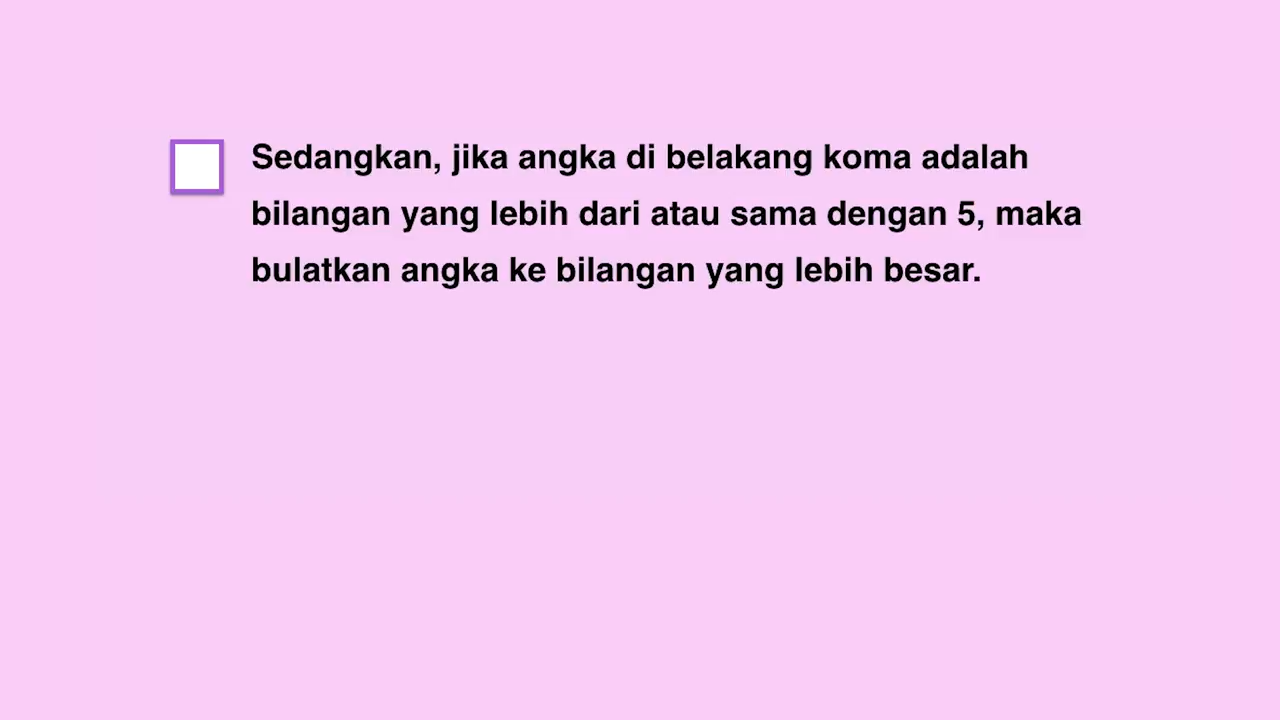 Sedangkan, jika angka di belakang koma adalah
bilangan yang lebih dari atau sama dengan 5, maka
bulatkan angka ke bilangan yang lebih besar.